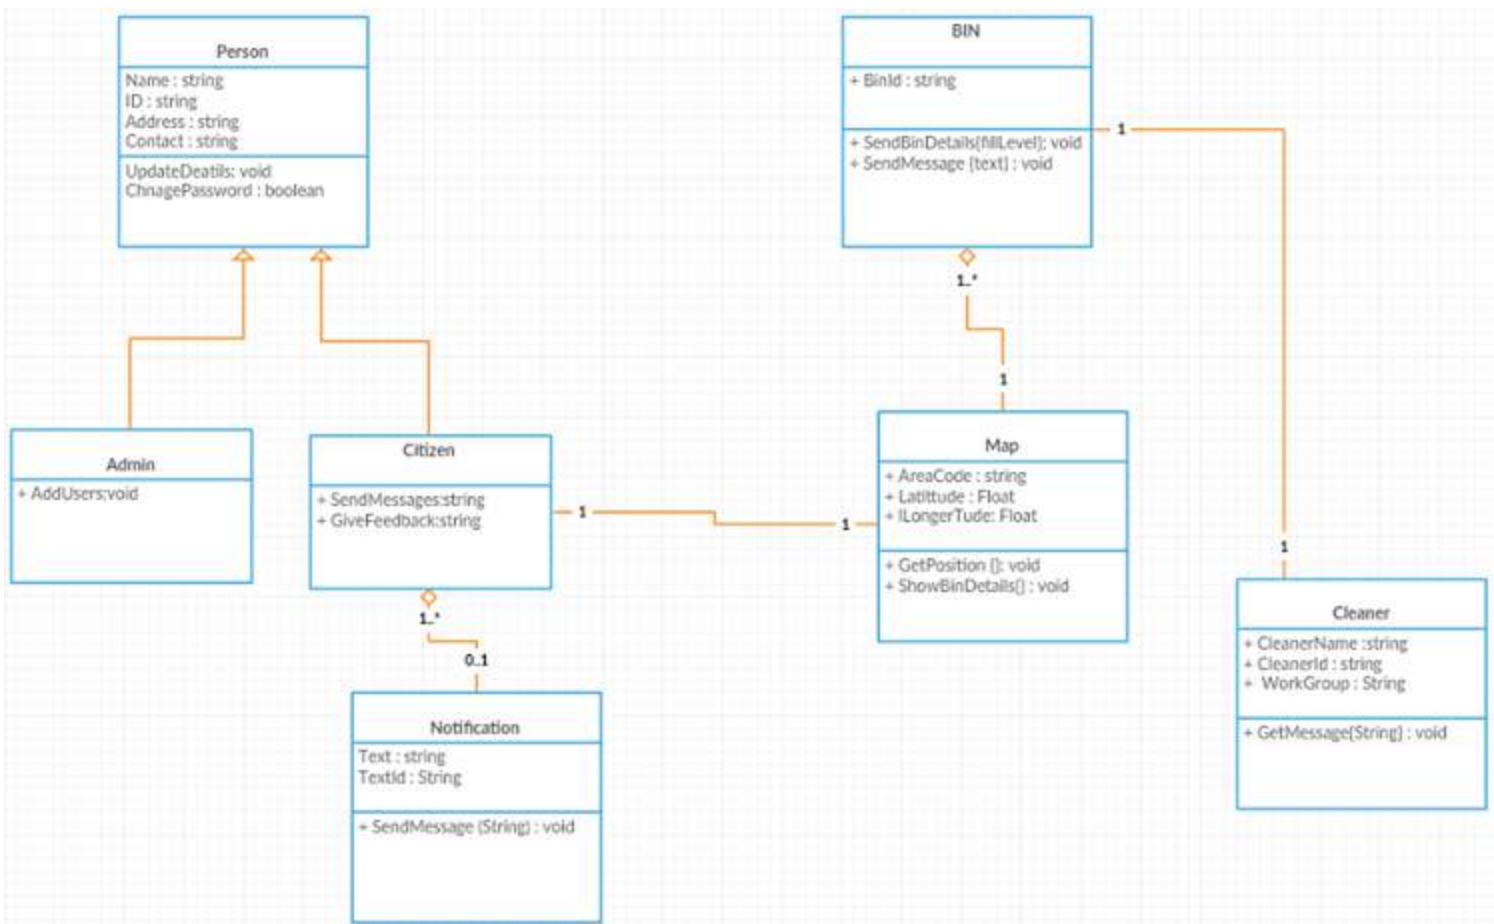 Person
Name : string
ID : string
Address : string
Contact : string
UpdateDeatils: void
ChnagePassword : boolean
BIN
+ BinId : string
+ SendBinDetails(fillLevel); void
+ SendMessage (text) : void
1
1..*
1
Admin
+ AddUsers:void
Citizen
+ SendMessages:string
+ GiveFeedback:string
1
1
Map
+ AreaCode : string
+ Latittude : Float
+ lLongerTude: Float
+ GetPosition (): void
+ ShowBinDetails() : void
1
1..*
0..1
Cleaner
+ CleanerName :string
+ CleanerId : string
+ WorkGroup : String
+ GetMessage(String) : void
Notification
Text : string
TextId : String
+ SendMessage (String) : void